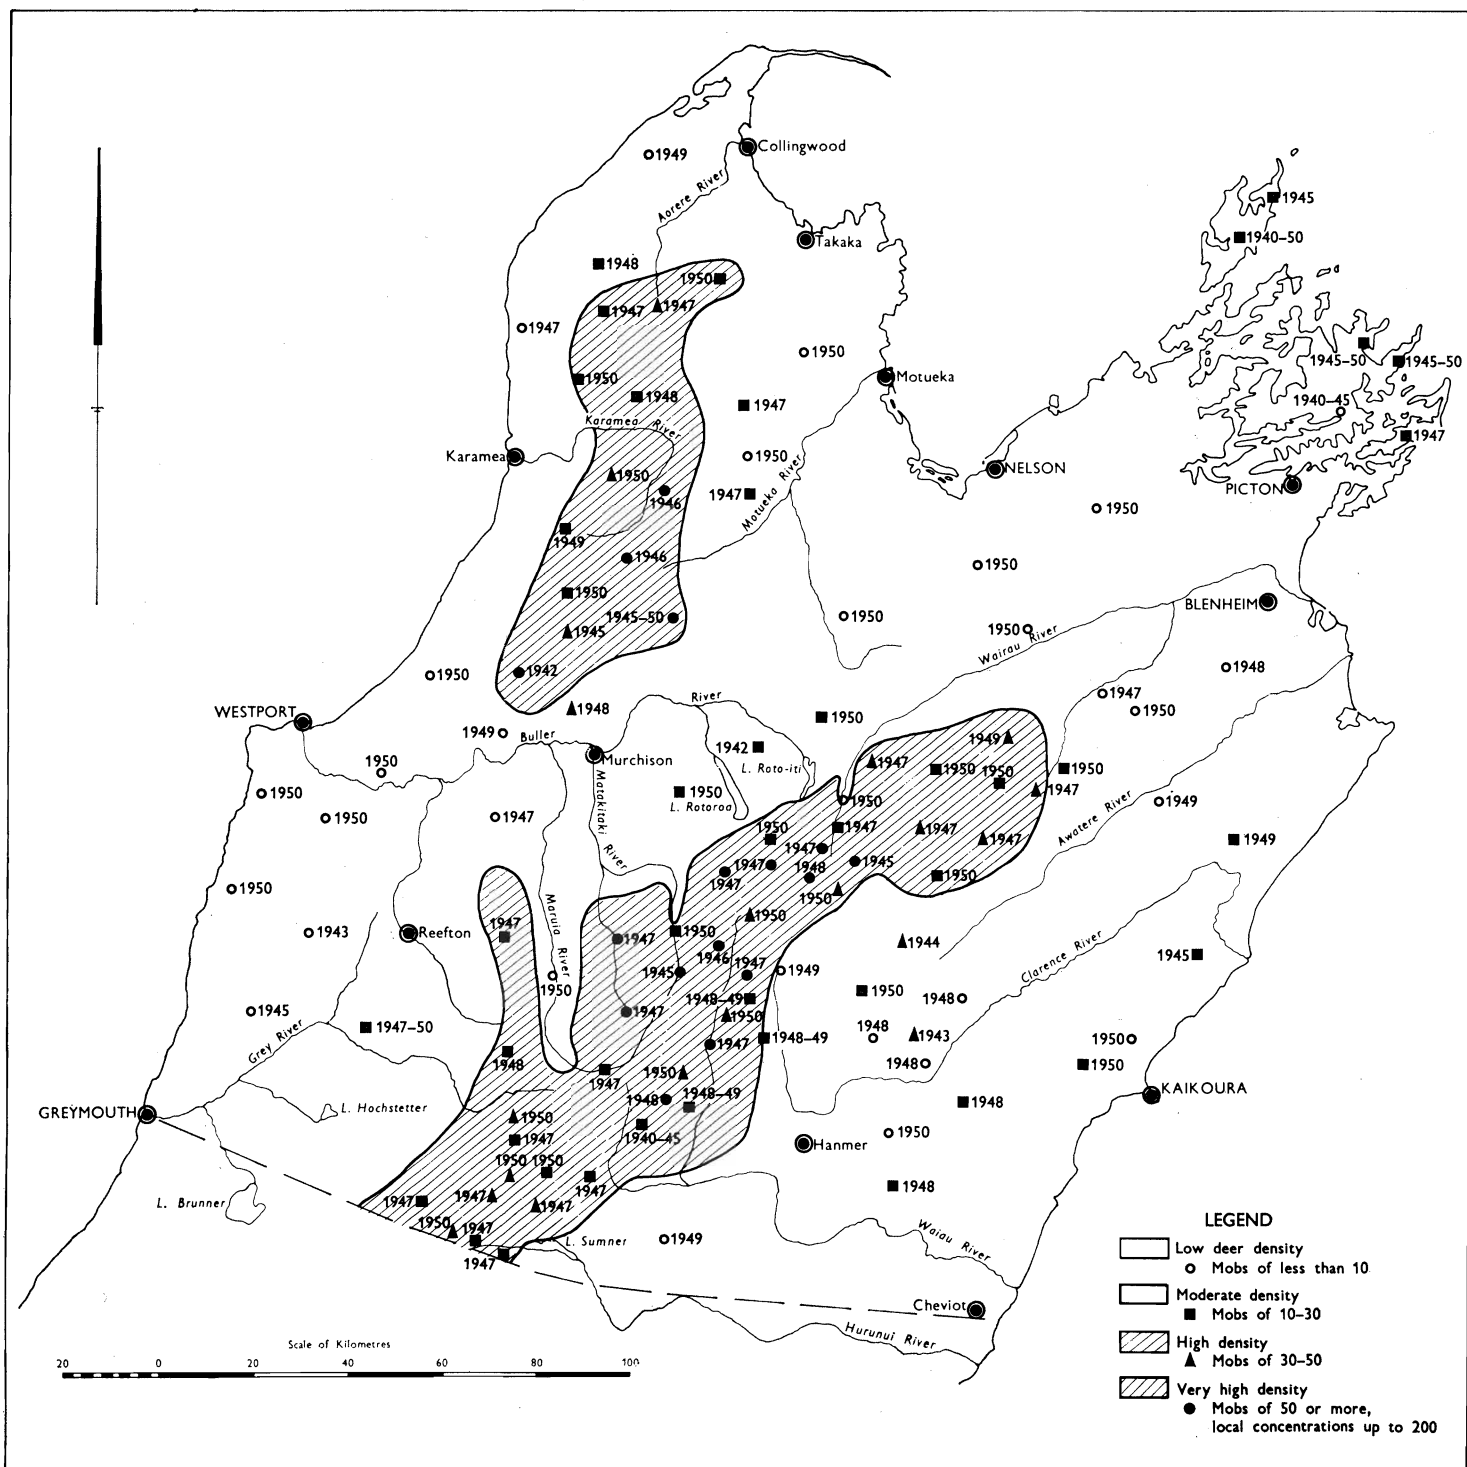 Collingwood
1949
Aorere River
1945
Takaka
1940–50
1948
1950
1947
1947
1947
1950
1945–50
1945–50
Motueka
1950
1948
1947
1940–45
Karamea River
1947
Karamea
1950
NELSON
1950
1946
1947
PICTON
Motueka River
1950
1949
1946
1950
1950
BLENHEIM
1945–50
1950
1945
1950
Wairau River
1942
1950
1948
1947
1950
1948
WESTPORT
River
1950
1949
Buller
1949
1942
Murchison
L. Roto-iti
1947
1950
1950
1950
1950
1950
1950
L. Rotoroa
1950
1947
1949
Matakitaki River
Awatere River
1950
1947
1950
1947
1947
1947
1949
1947
1947
1948
1945
1947
1950
1950
1950
1950
1947
Maruia River
Reefton
1943
1947
1950
1944
1946
Clarence River
1945
1945
1947
1949
1950
1950
1948–49
1948
1945
1947
1950
1948
1943
1947–50
1948–49
1950
Grey River
1947
1948
1948
1950
1947
1950
KAIKOURA
1948
1948–49
1948
GREYMOUTH
L. Hochstetter
1950
1950
1947
1940–45
Hanmer
1950
1950
1947
1948
1947
1947
1947
L. Brunner
1950
1947
Waiau River
L. Sumner
1949
1947
Cheviot
Hurunui River
LEGEND
Low deer density
Mobs of less than 10
Moderate density
Mobs of 10–30
High density
Mobs of 30–50
Very high density
Mobs of 50 or more,
local concentrations up to 200
Scale of Kilometres
20 0 20 40 60 80 100